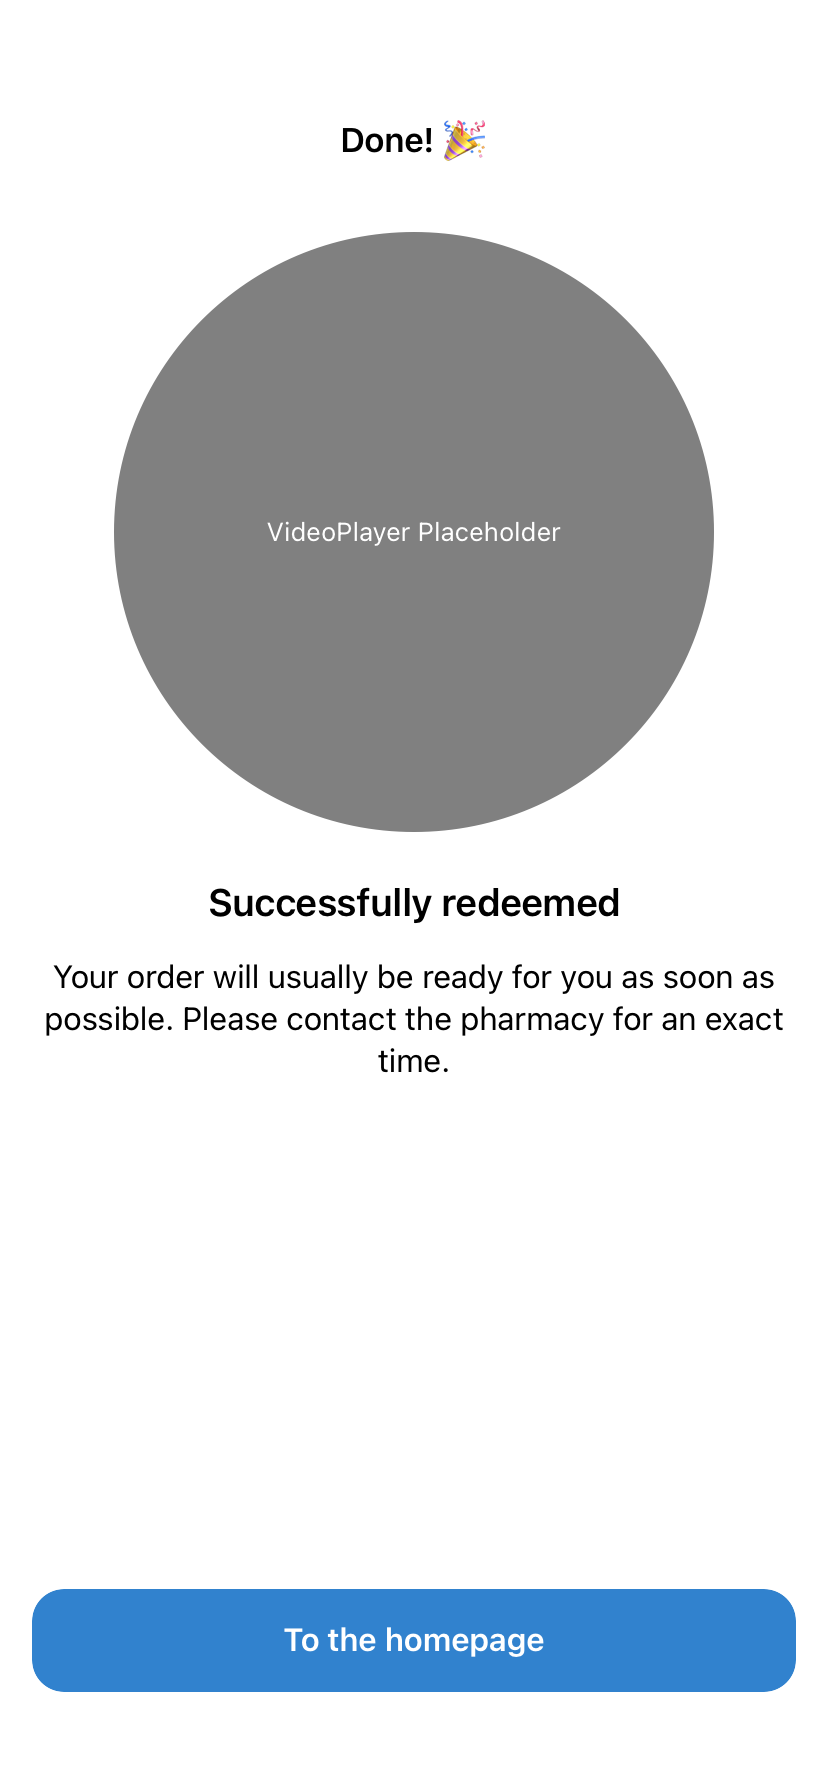 Done! 🎉
VideoPlayer Placeholder
Successfully redeemed
Your order will usually be ready for you as soon as
possible. Please contact the pharmacy for an exact
time.
To the homepage